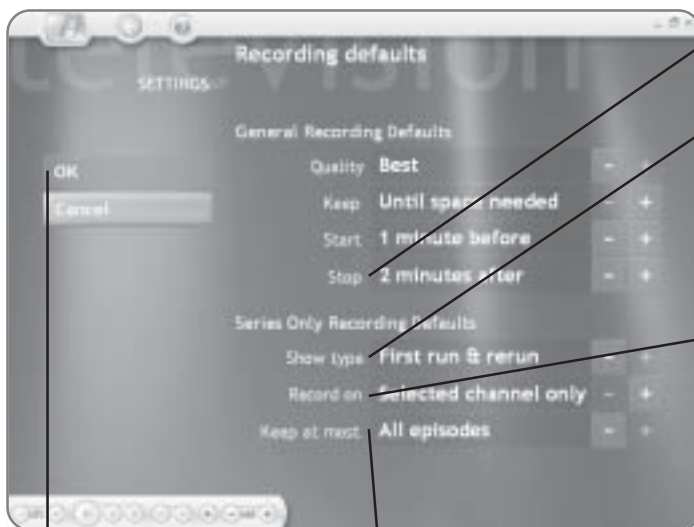 television
Recording defaults
SETTINGS
General Recording Defaults
OK
Quality Best - +
Cancel
Keep Until space needed - +
Start 1 minute before - +
Stop 2 minutes after - +
Series Only Recording Defaults
Show type First run & rerun - +
Record on Selected channel only - +
Keep at most All episodes - +